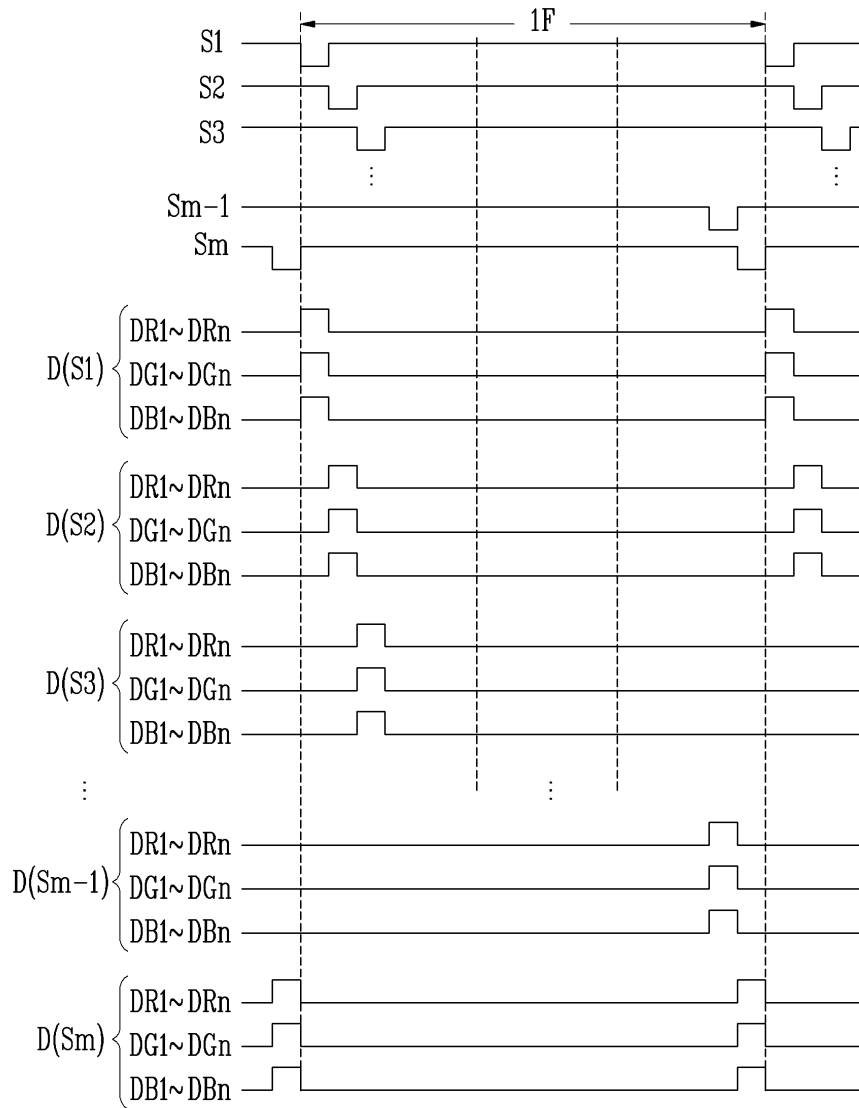 1F
S1
S2
S3
⋮ ⋮
Sm-1
Sm
D(S1)
DR1~DRn
DG1~DGn
DB1~DBn
D(S2)
DR1~DRn
DG1~DGn
DB1~DBn
D(S3)
DR1~DRn
DG1~DGn
DB1~DBn
⋮ ⋮
D(Sm-1)
DR1~DRn
DG1~DGn
DB1~DBn
D(Sm)
DR1~DRn
DG1~DGn
DB1~DBn